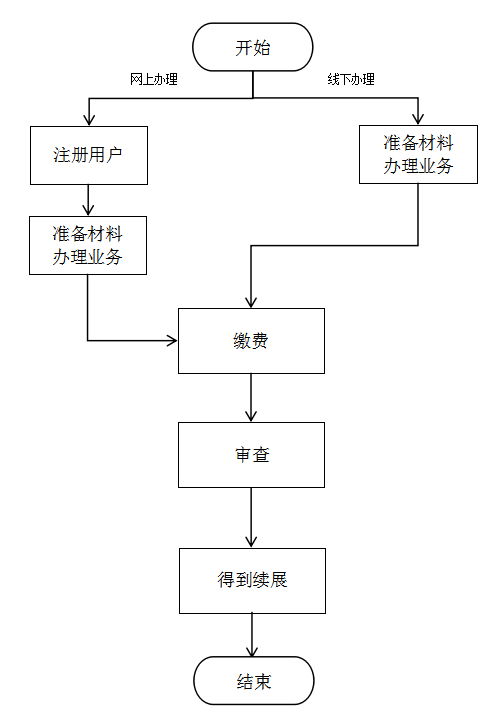 开始
网上办理
线下办理
注册用户
准备材料
办理业务
准备材料
办理业务
缴费
审查
得到续展
结束